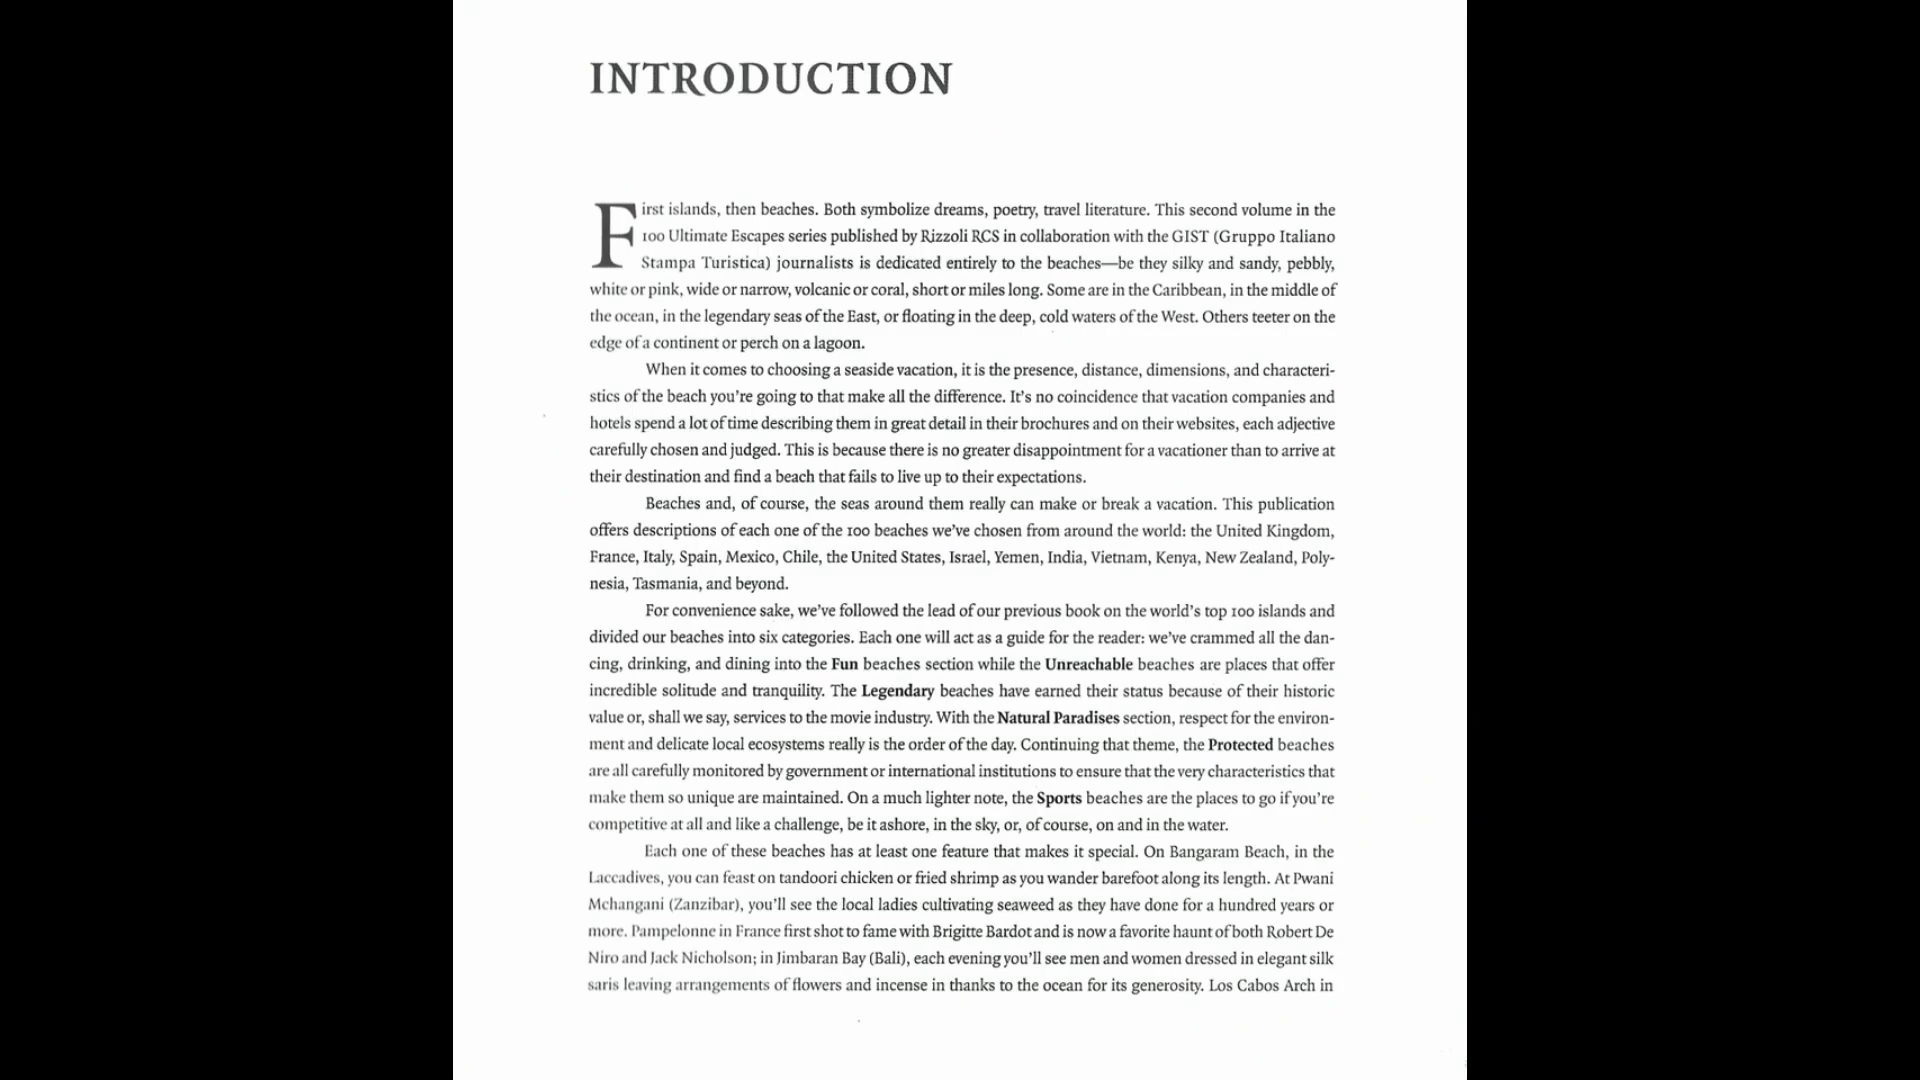 INTRODUCTION
First islands, then beaches. Both symbolize dreams, poetry, travel literature. This second volume in the
100 Ultimate Escapes series published by Rizzoli RCS in collaboration with the GIST (Gruppo Italiano
Stampa Turistica) journalists is dedicated entirely to the beaches—be they silky and sandy, pebbly,
white or pink, wide or narrow, volcanic or coral, short or miles long. Some are in the Caribbean, in the middle of
the ocean, in the legendary seas of the East, or floating in the deep, cold waters of the West. Others teeter on the
edge of a continent or perch on a lagoon.
When it comes to choosing a seaside vacation, it is the presence, distance, dimensions, and characteri-
stics of the beach you're going to that make all the difference. It's no coincidence that vacation companies and
hotels spend a lot of time describing them in great detail in their brochures and on their websites, each adjective
carefully chosen and judged. This is because there is no greater disappointment for a vacationer than to arrive at
their destination and find a beach that fails to live up to their expectations.
Beaches and, of course, the seas around them really can make or break a vacation. This publication
offers descriptions of each one of the 100 beaches we've chosen from around the world: the United Kingdom,
France, Italy, Spain, Mexico, Chile, the United States, Israel, Yemen, India, Vietnam, Kenya, New Zealand, Poly-
nesia, Tasmania, and beyond.
For convenience sake, we've followed the lead of our previous book on the world's top 100 islands and
divided our beaches into six categories. Each one will act as a guide for the reader: we've crammed all the dan-
cing, drinking, and dining into the Fun beaches section while the Unreachable beaches are places that offer
incredible solitude and tranquility. The Legendary beaches have earned their status because of their historic
value or, shall we say, services to the movie industry. With the Natural Paradises section, respect for the environ-
ment and delicate local ecosystems really is the order of the day. Continuing that theme, the Protected beaches
are all carefully monitored by government or international institutions to ensure that the very characteristics that
make them so unique are maintained. On a much lighter note, the Sports beaches are the places to go if you're
competitive at all and like a challenge, be it ashore, in the sky, or, of course, on and in the water.
Each one of these beaches has at least one feature that makes it special. On Bangaram Beach, in the
Laccadives, you can feast on tandoori chicken or fried shrimp as you wander barefoot along its length. At Pwani
Mchangani (Zanzibar), you'll see the local ladies cultivating seaweed as they have done for a hundred years or
more. Pampelonne in France first shot to fame with Brigitte Bardot and is now a favorite haunt of both Robert De
Niro and Jack Nicholson; in Jimbaran Bay (Bali), each evening you'll see men and women dressed in elegant silk
saris leaving arrangements of flowers and incense in thanks to the ocean for its generosity. Los Cabos Arch in